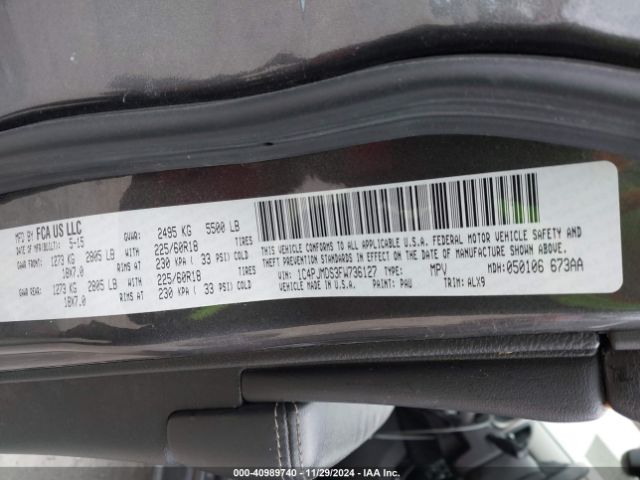 MFD BY FCA US LLC
DATE OF MFR(BUILT): 5-15 GVWR: 2495 KG 5500 LB
GAWR FRONT: 1273 KG 2805 LB WITH 225/60R18 TIRES
18X7.0 RIMS AT 230 KPA ( 33 PSI) COLD
GAWR REAR: 1273 KG 2805 LB WITH 225/60R18 TIRES
18X7.0 RIMS AT 230 KPA ( 33 PSI) COLD
THIS VEHICLE CONFORMS TO ALL APPLICABLE U.S.A. FEDERAL MOTOR VEHICLE SAFETY AND
THEFT PREVENTION STANDARDS IN EFFECT ON THE DATE OF MANUFACTURE SHOWN ABOVE.
VIN: 1C4PJMDS3FW736127 TYPE: MPV MDH: 050106 673AA
VEHICLE MADE IN U.S.A. PAINT: PAU TRIM: ALX9
000-40989740 - 11/29/2024 - IAA Inc.